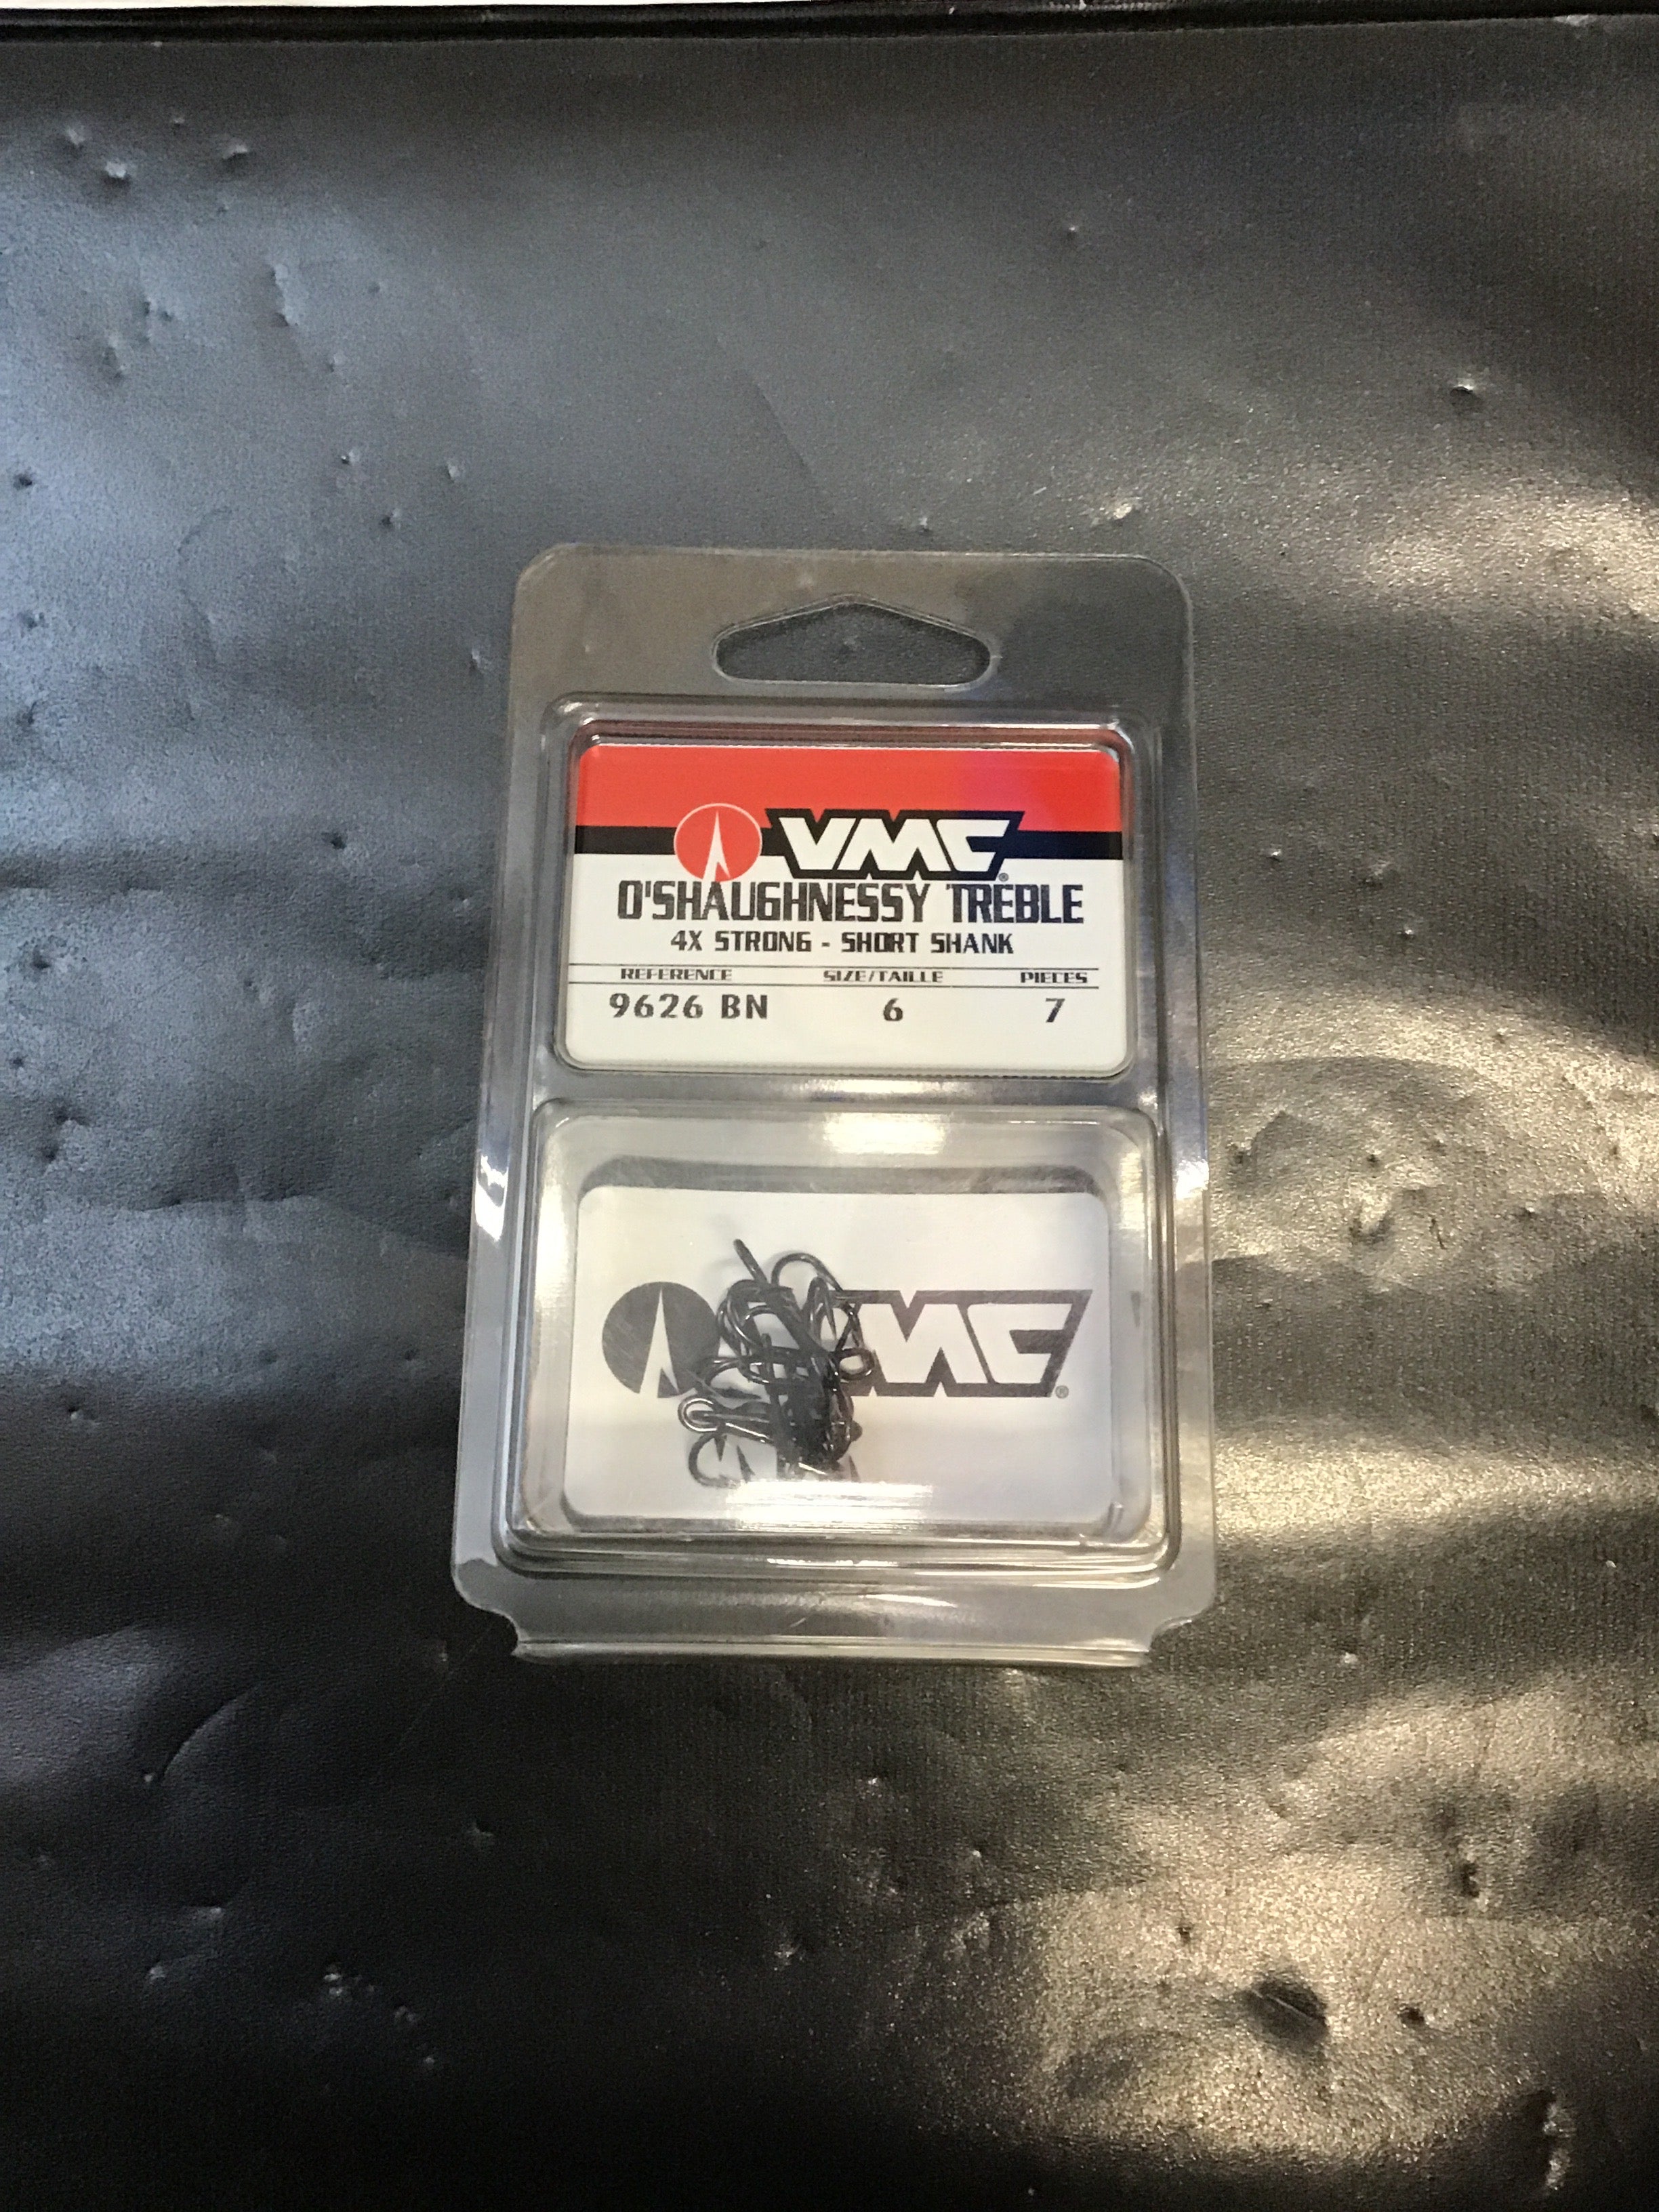 VMC®
O'SHAUGHNESSY TREBLE
4X STRONG - SHORT SHANK
REFERENCE SIZE/TAILLE PIECES
9626 BN 6 7
VMC®